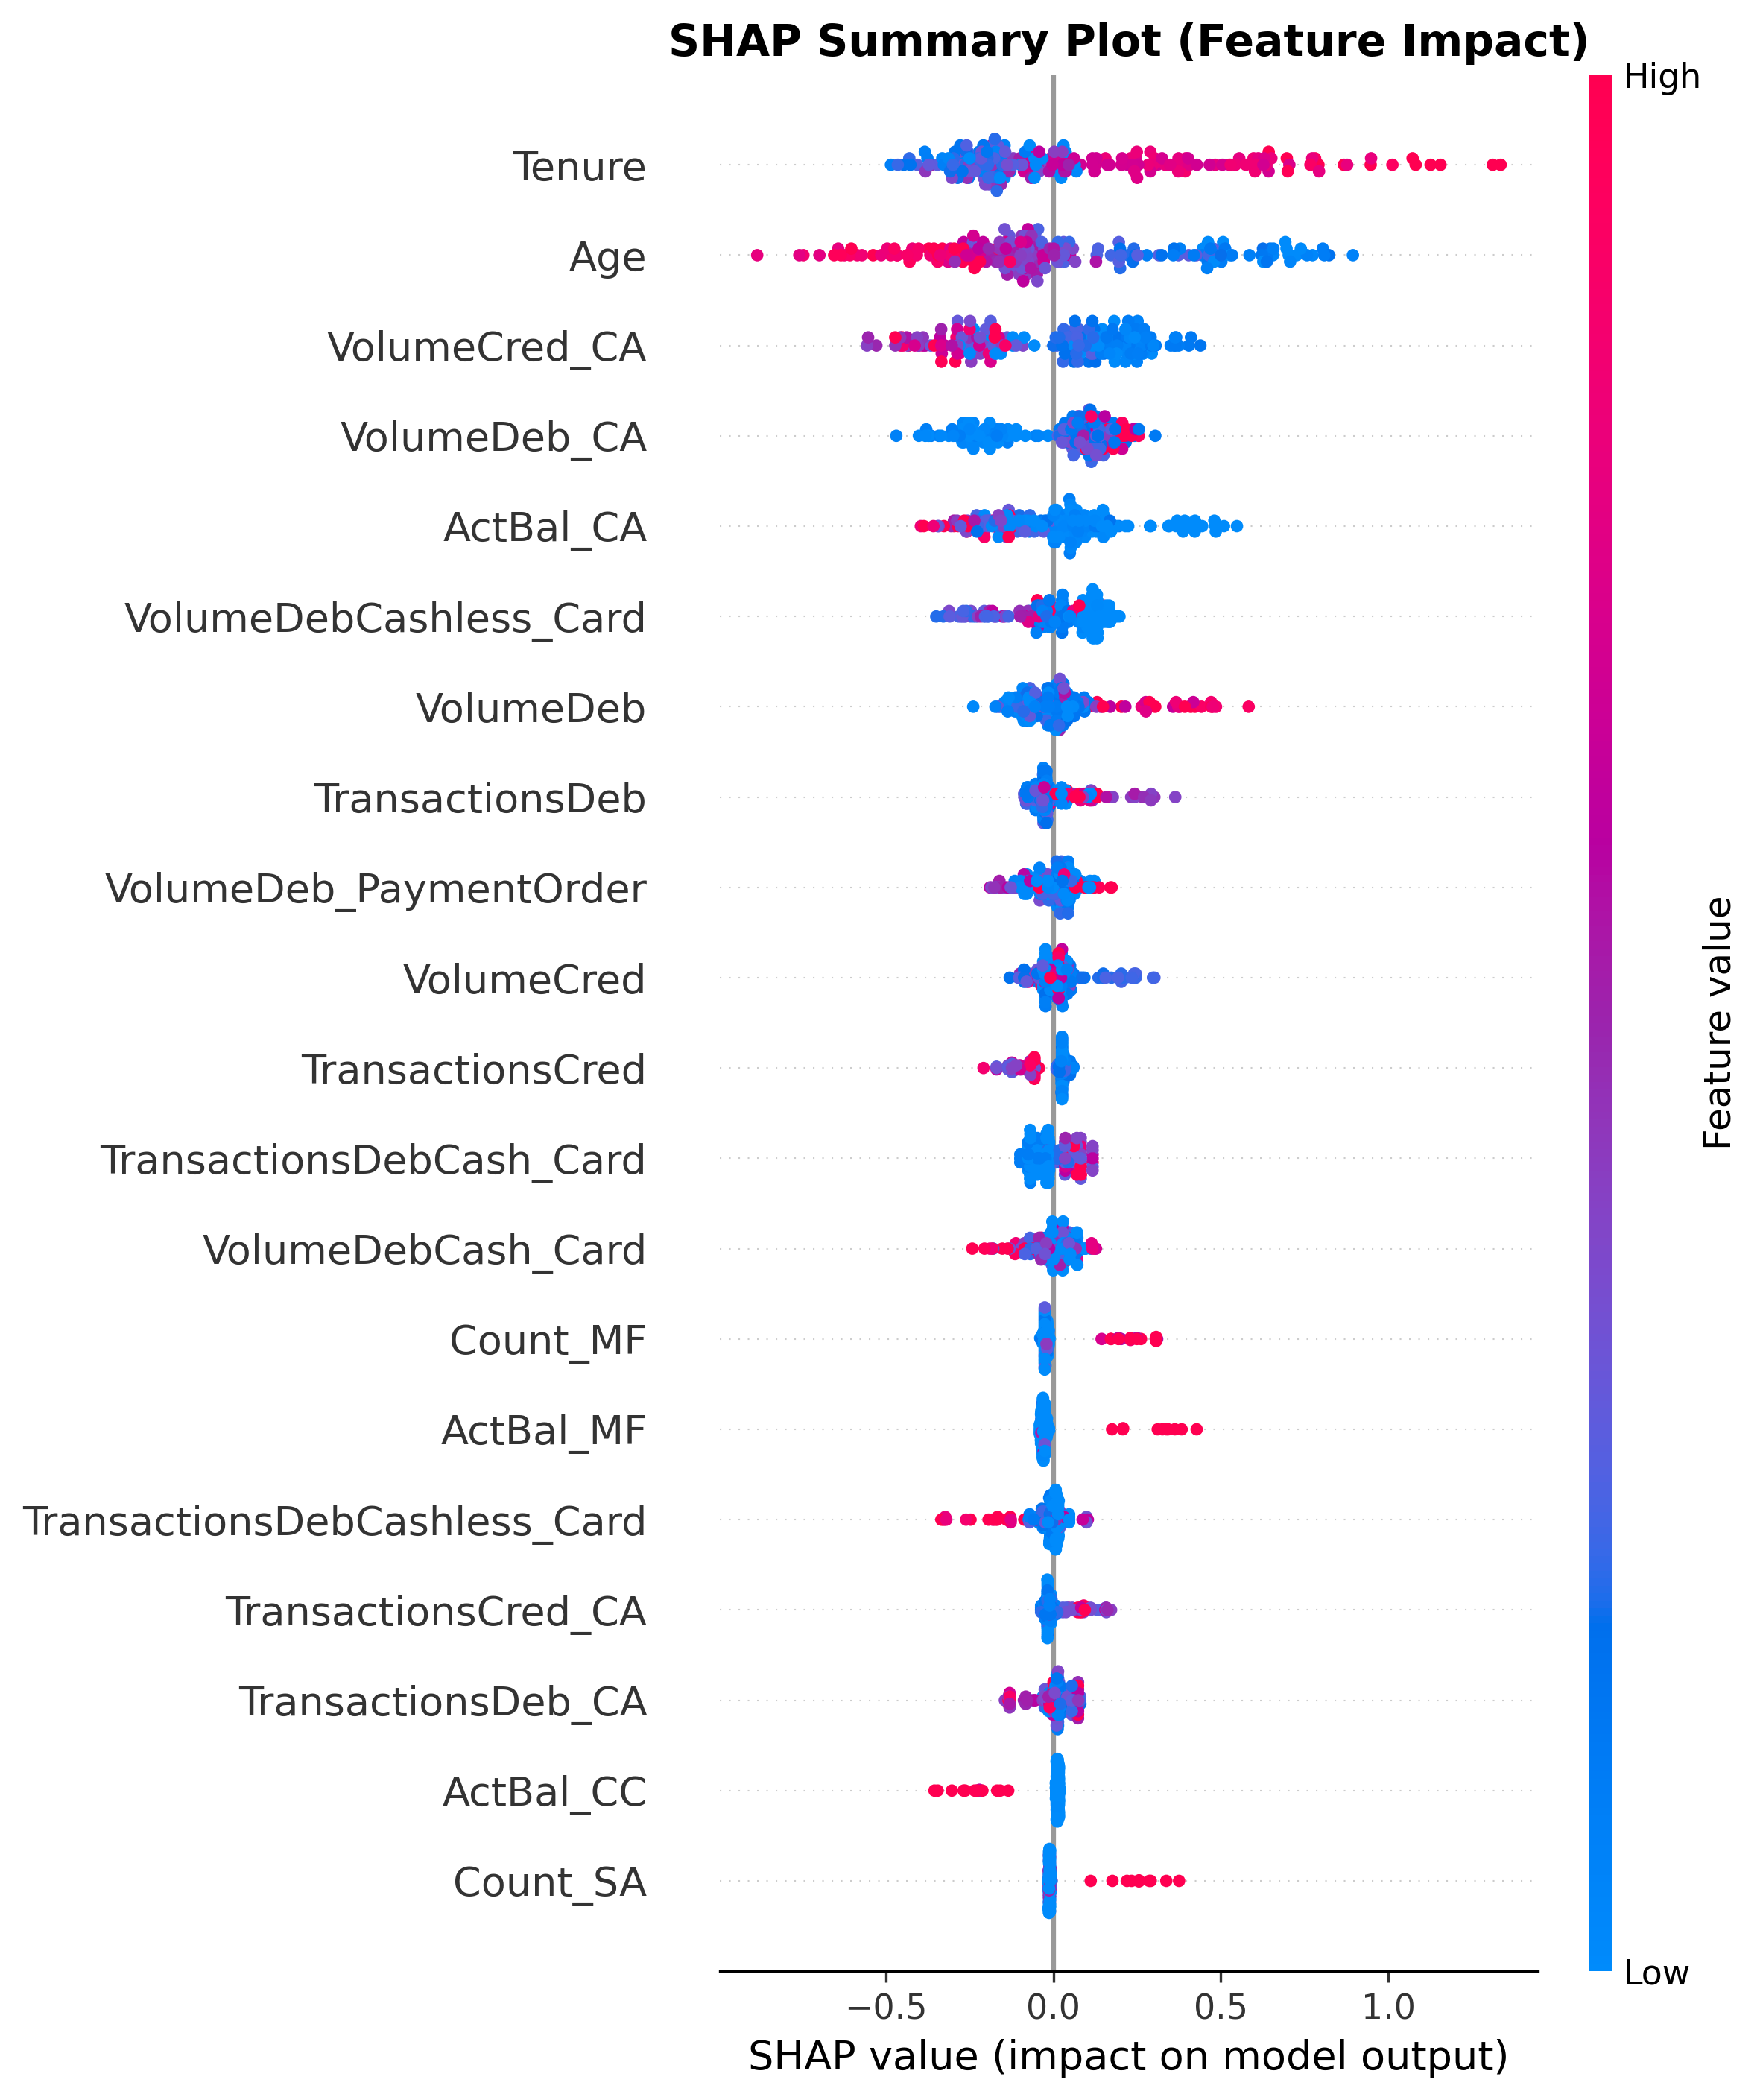 SHAP Summary Plot (Feature Impact)
High
Tenure
Age
VolumeCred_CA
VolumeDeb_CA
ActBal_CA
VolumeDebCashless_Card
VolumeDeb
TransactionsDeb
VolumeDeb_PaymentOrder
VolumeCred
TransactionsCred
TransactionsDebCash_Card
VolumeDebCash_Card
Count_MF
ActBal_MF
TransactionsDebCashless_Card
TransactionsCred_CA
TransactionsDeb_CA
ActBal_CC
Count_SA
Feature value
Low
−0.5 0.0 0.5 1.0
SHAP value (impact on model output)